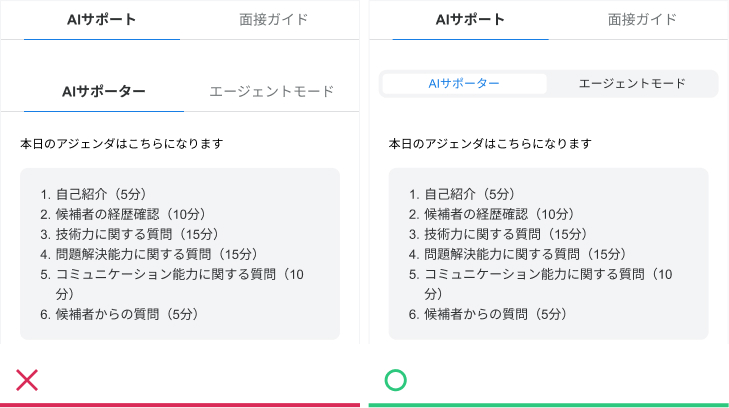 AIサポート 面接ガイド
AIサポーター エージェントモード
本日のアジェンダはこちらになります
1. 自己紹介（5分）
2. 候補者の経歴確認（10分）
3. 技術力に関する質問（15分）
4. 問題解決能力に関する質問（15分）
5. コミュニケーション能力に関する質問（10
分）
6. 候補者からの質問（5分）
AIサポート 面接ガイド
AIサポーター エージェントモード
本日のアジェンダはこちらになります
1. 自己紹介（5分）
2. 候補者の経歴確認（10分）
3. 技術力に関する質問（15分）
4. 問題解決能力に関する質問（15分）
5. コミュニケーション能力に関する質問（10
分）
6. 候補者からの質問（5分）